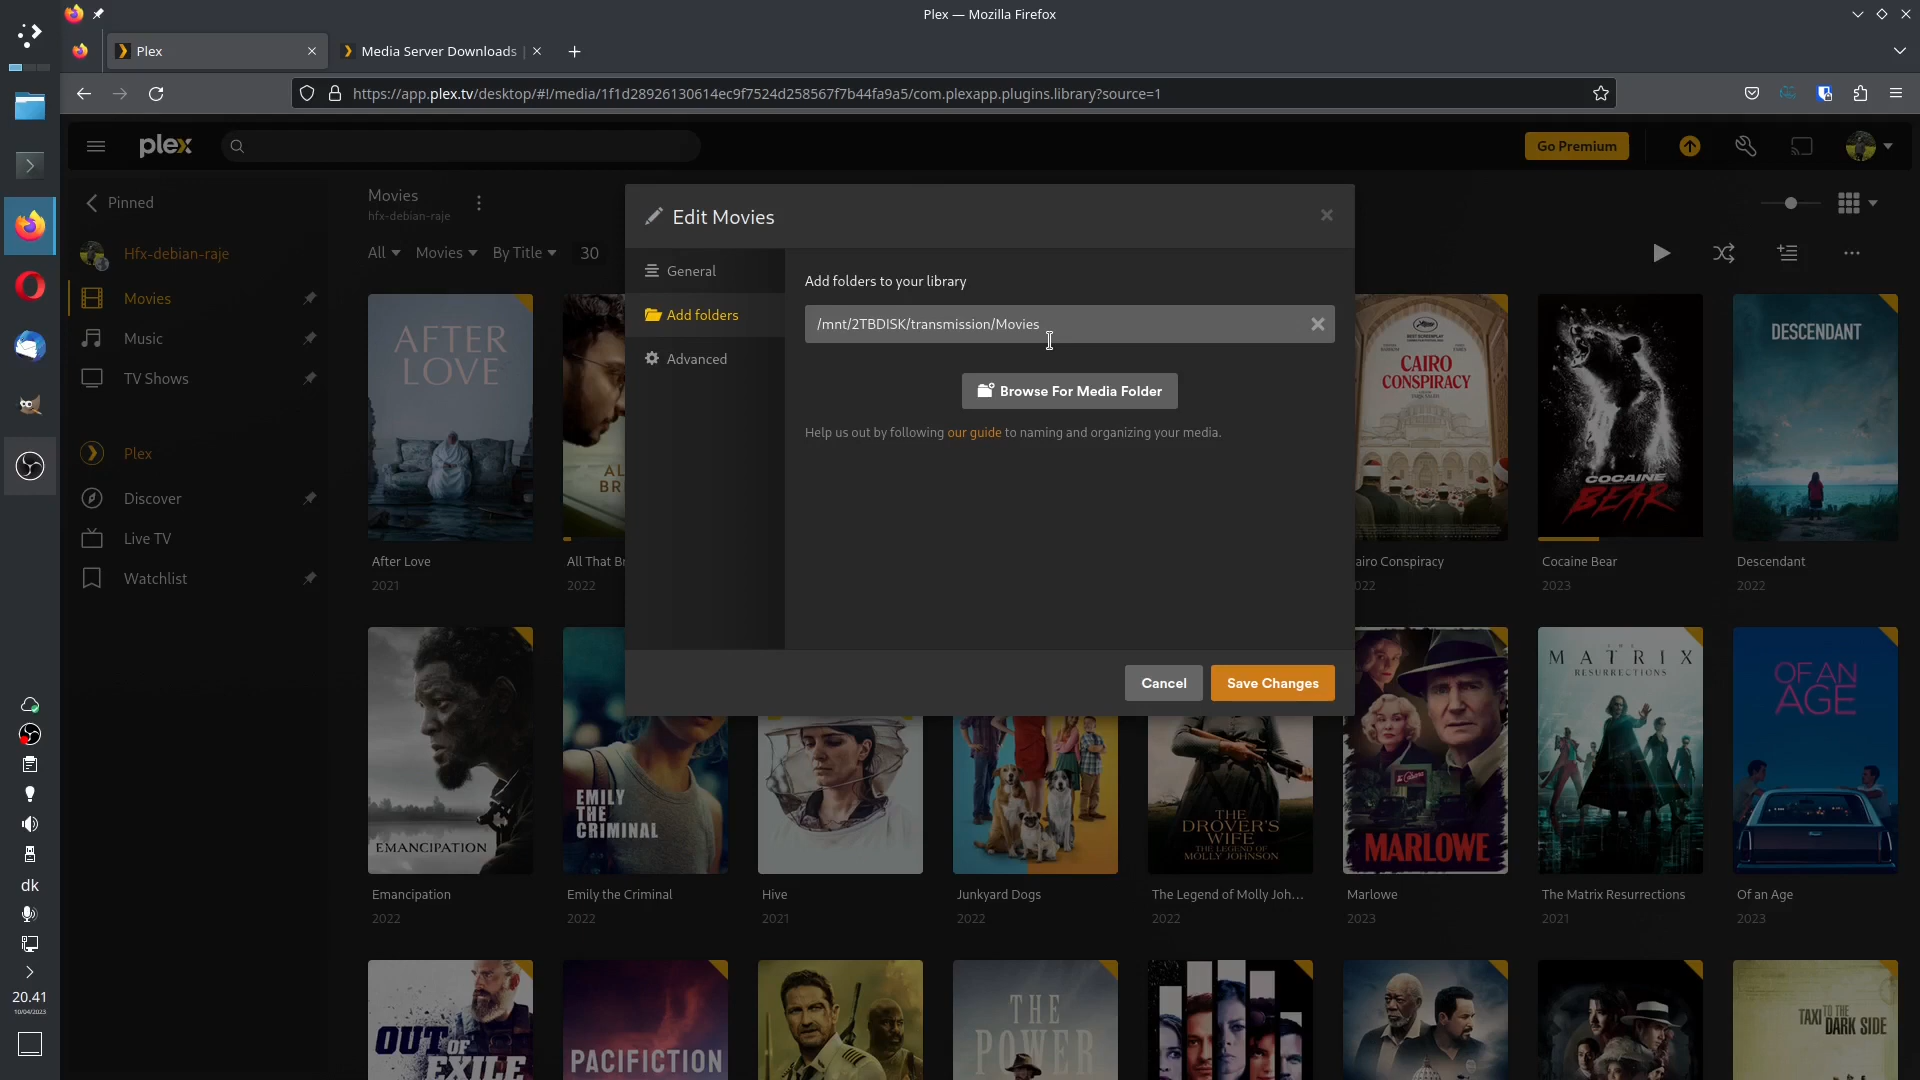 Plex — Mozilla Firefox
Plex
Media Server Downloads |
https://app.plex.tv/desktop/#!/media/1f1d28926130614ec9f7524d258567f7b44fa9a5/com.plexapp.plugins.library?source=1
plex
Go Premium
Pinned
Hfx-debian-raje
Movies
Music
TV Shows
Plex
Discover
Live TV
Watchlist
Movies
hfx-debian-raje
All
Movies
By Title
30
Edit Movies
General
Add folders
Advanced
Add folders to your library
/mnt/2TBDISK/transmission/Movies
Browse For Media Folder
Help us out by following our guide to naming and organizing your media.
Cancel
Save Changes
AFTER
LOVE
AL
BR
CAIRO
CONSPIRACY
COCAINE
BEAR
DESCENDANT
After Love
2021
All That Br
2022
airo Conspiracy
022
Cocaine Bear
2023
Descendant
2022
EMANCIPATION
EMILY
THE
CRIMINAL
THE
DROVER'S
WIFE
THE LEGEND OF
MOLLY JOHNSON
MARLOWE
THE
MATRIX
RESURRECTIONS
OF AN
AGE
Emancipation
2022
Emily the Criminal
2022
Hive
2021
Junkyard Dogs
2022
The Legend of Molly Joh...
2022
Marlowe
2023
The Matrix Resurrections
2021
Of an Age
2023
OUT OF
EXILE
PACIFICTION
THE
POWER
TAXI TO THE
DARK SIDE
dk
20.41
10/04/2023